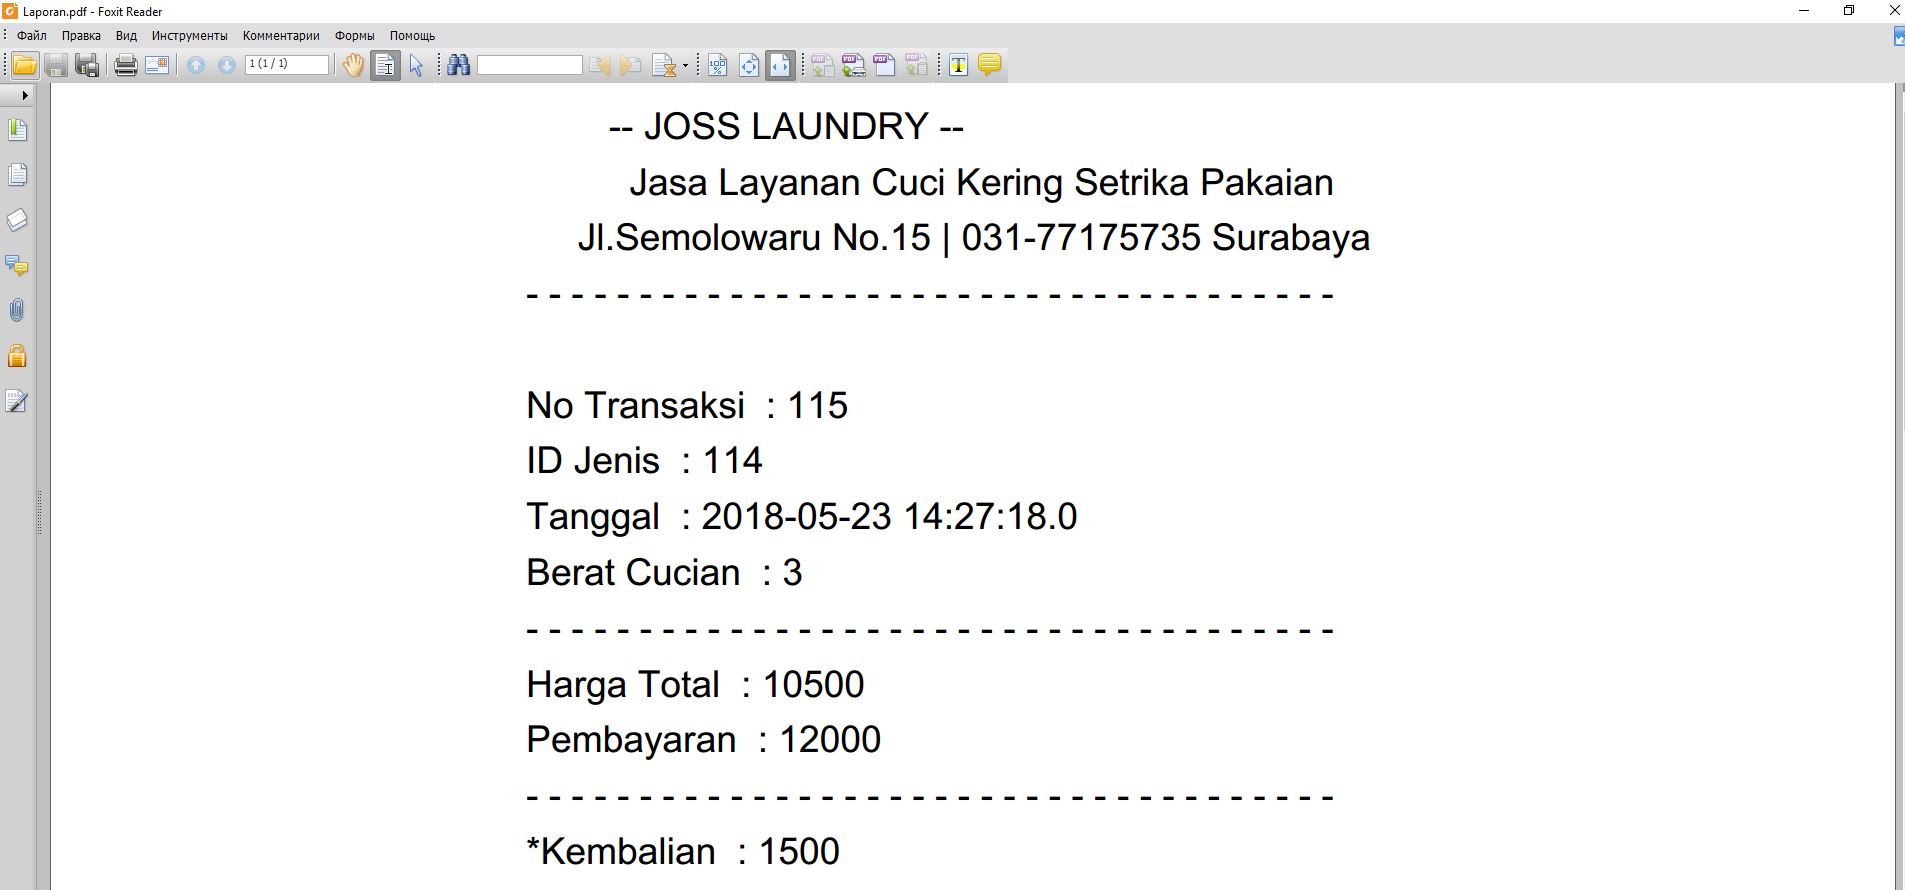 Laporan.pdf - Foxit Reader
Файл Правка Вид Инструменты Комментарии Формы Помощь
1 (1 / 1)
-- JOSS LAUNDRY --
Jasa Layanan Cuci Kering Setrika Pakaian
Jl.Semolowaru No.15 | 031-77175735 Surabaya
- - - - - - - - - - - - - - - - - - - - - - - - - - - - - - - - - - - -
No Transaksi : 115
ID Jenis : 114
Tanggal : 2018-05-23 14:27:18.0
Berat Cucian : 3
- - - - - - - - - - - - - - - - - - - - - - - - - - - - - - - - - - - -
Harga Total : 10500
Pembayaran : 12000
- - - - - - - - - - - - - - - - - - - - - - - - - - - - - - - - - - - -
*Kembalian : 1500